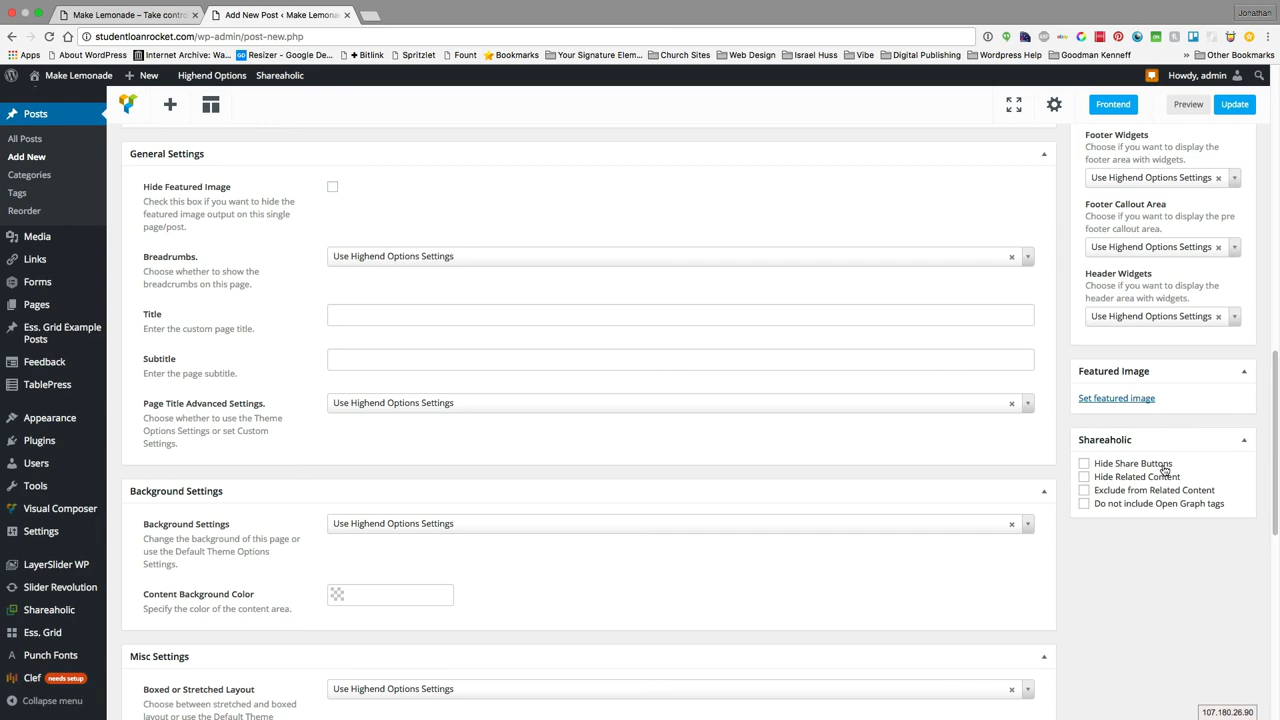 Make Lemonade – Take contro ×
Add New Post ‹ Make Lemona ×
Jonathan
studentloanrocket.com/wp-admin/post-new.php
Apps About WordPress Internet Archive: Wa... Resizer - Goods Drive + Bitlink Spritzlet Fount Bookmarks Your Signature Elem... Church Sites Web Design Israel Huss Vibe Digital Publishing Wordpress Help Goodman Kenneff » Other Bookmarks
Make Lemonade + New Highend Options Shareaholic Howdy, admin
Frontend Preview Update
Posts
All Posts
Add New
Categories
Tags
Reorder
Media
Links
Forms
Pages
Ess. Grid Example
Posts
Feedback
TablePress
Appearance
Plugins
Users
Tools
Visual Composer
Settings
LayerSlider WP
Slider Revolution
Shareaholic
Ess. Grid
Punch Fonts
Clef needs setup
Collapse menu
General Settings
Hide Featured Image
Check this box if you want to hide the
featured image output on this single
page/post.
Breadrumbs.
Use Highend Options Settings ×
Choose whether to show the
breadcrumbs on this page.
Title
Enter the custom page title.
Subtitle
Enter the page subtitle.
Page Title Advanced Settings.
Use Highend Options Settings ×
Choose whether to use the Theme
Options Settings or set Custom
Settings.
Background Settings
Background Settings
Use Highend Options Settings ×
Change the background of this page or
use the Default Theme Options
Settings.
Content Background Color
Specify the color of the content area.
Misc Settings
Boxed or Stretched Layout
Use Highend Options Settings ×
Choose between stretched and boxed
layout or use the Default Theme
Footer Widgets
Choose if you want to display the
footer area with widgets.
Use Highend Options Settings ×
Footer Callout Area
Choose if you want to display the pre
footer callout area.
Use Highend Options Settings ×
Header Widgets
Choose if you want to display the
header area with widgets.
Use Highend Options Settings ×
Featured Image
Set featured image
Shareaholic
Hide Share Buttons
Hide Related Content
Exclude from Related Content
Do not include Open Graph tags
107.180.26.90